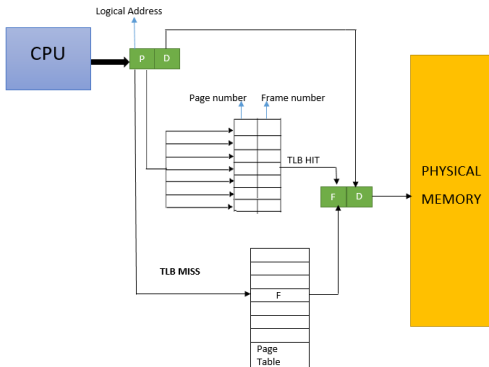 Logical Address
CPU
P D
Page number Frame number
TLB HIT
PHYSICAL
MEMORY
F D
TLB MISS
F
Page
Table